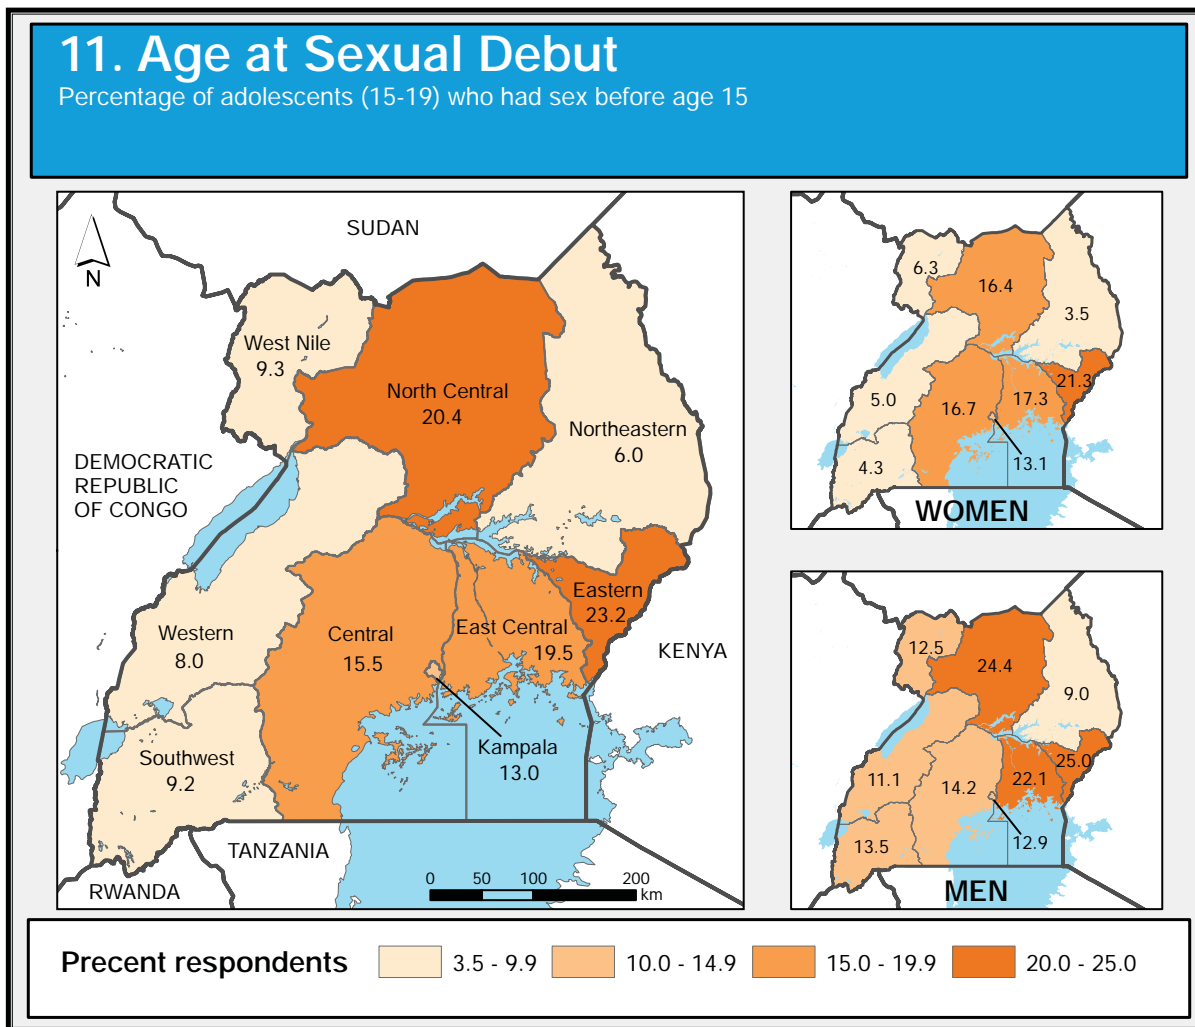 11. Age at Sexual Debut
Percentage of adolescents (15-19) who had sex before age 15
SUDAN
N
West Nile
9.3
North Central
20.4
Northeastern
6.0
DEMOCRATIC
REPUBLIC
OF CONGO
Eastern
23.2
Western
8.0
Central
15.5
East Central
19.5
KENYA
Southwest
9.2
Kampala
13.0
TANZANIA
RWANDA
0 50 100 200
km
6.3
16.4
3.5
21.3
5.0
16.7
17.3
4.3
13.1
WOMEN
12.5
24.4
9.0
25.0
11.1
14.2
22.1
13.5
12.9
MEN
Precent respondents 3.5 - 9.9 10.0 - 14.9 15.0 - 19.9 20.0 - 25.0